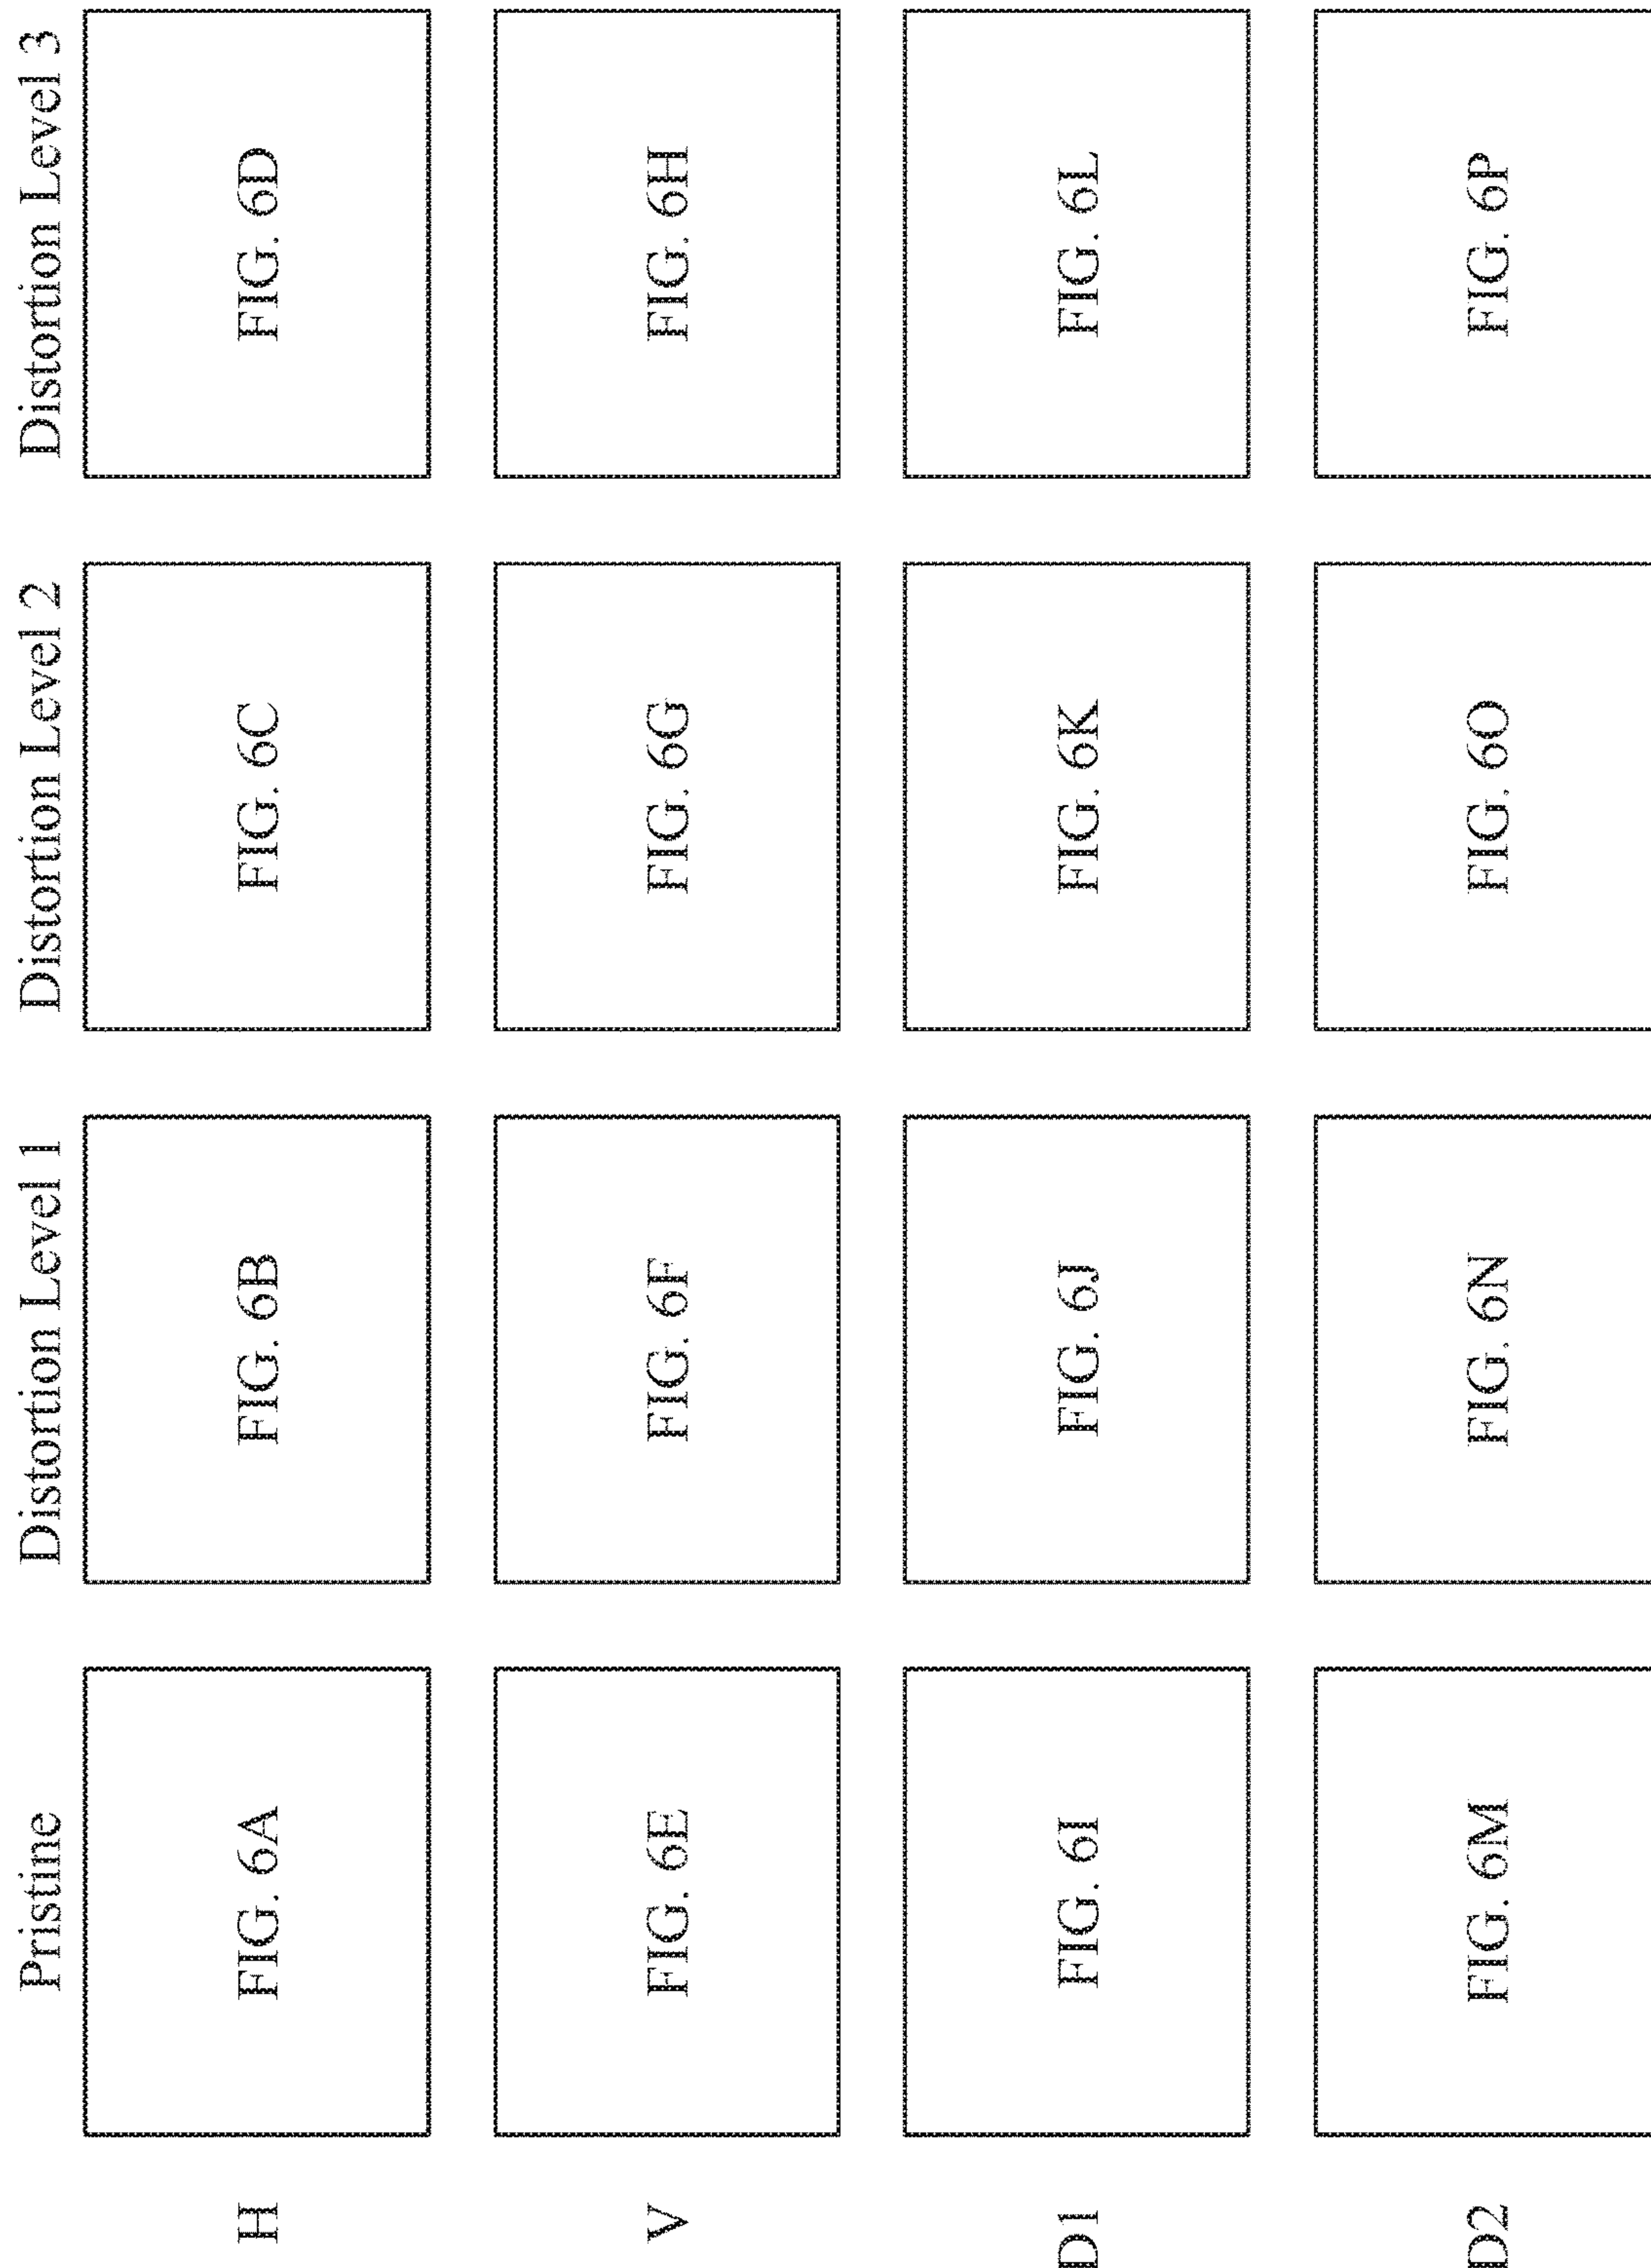 Pristine Distortion Level 1 Distortion Level 2 Distortion Level 3
H FIG. 6A FIG. 6B FIG. 6C FIG. 6D
V FIG. 6E FIG. 6F FIG. 6G FIG. 6H
D1 FIG. 6I FIG. 6J FIG. 6K FIG. 6L
D2 FIG. 6M FIG. 6N FIG. 6O FIG. 6P